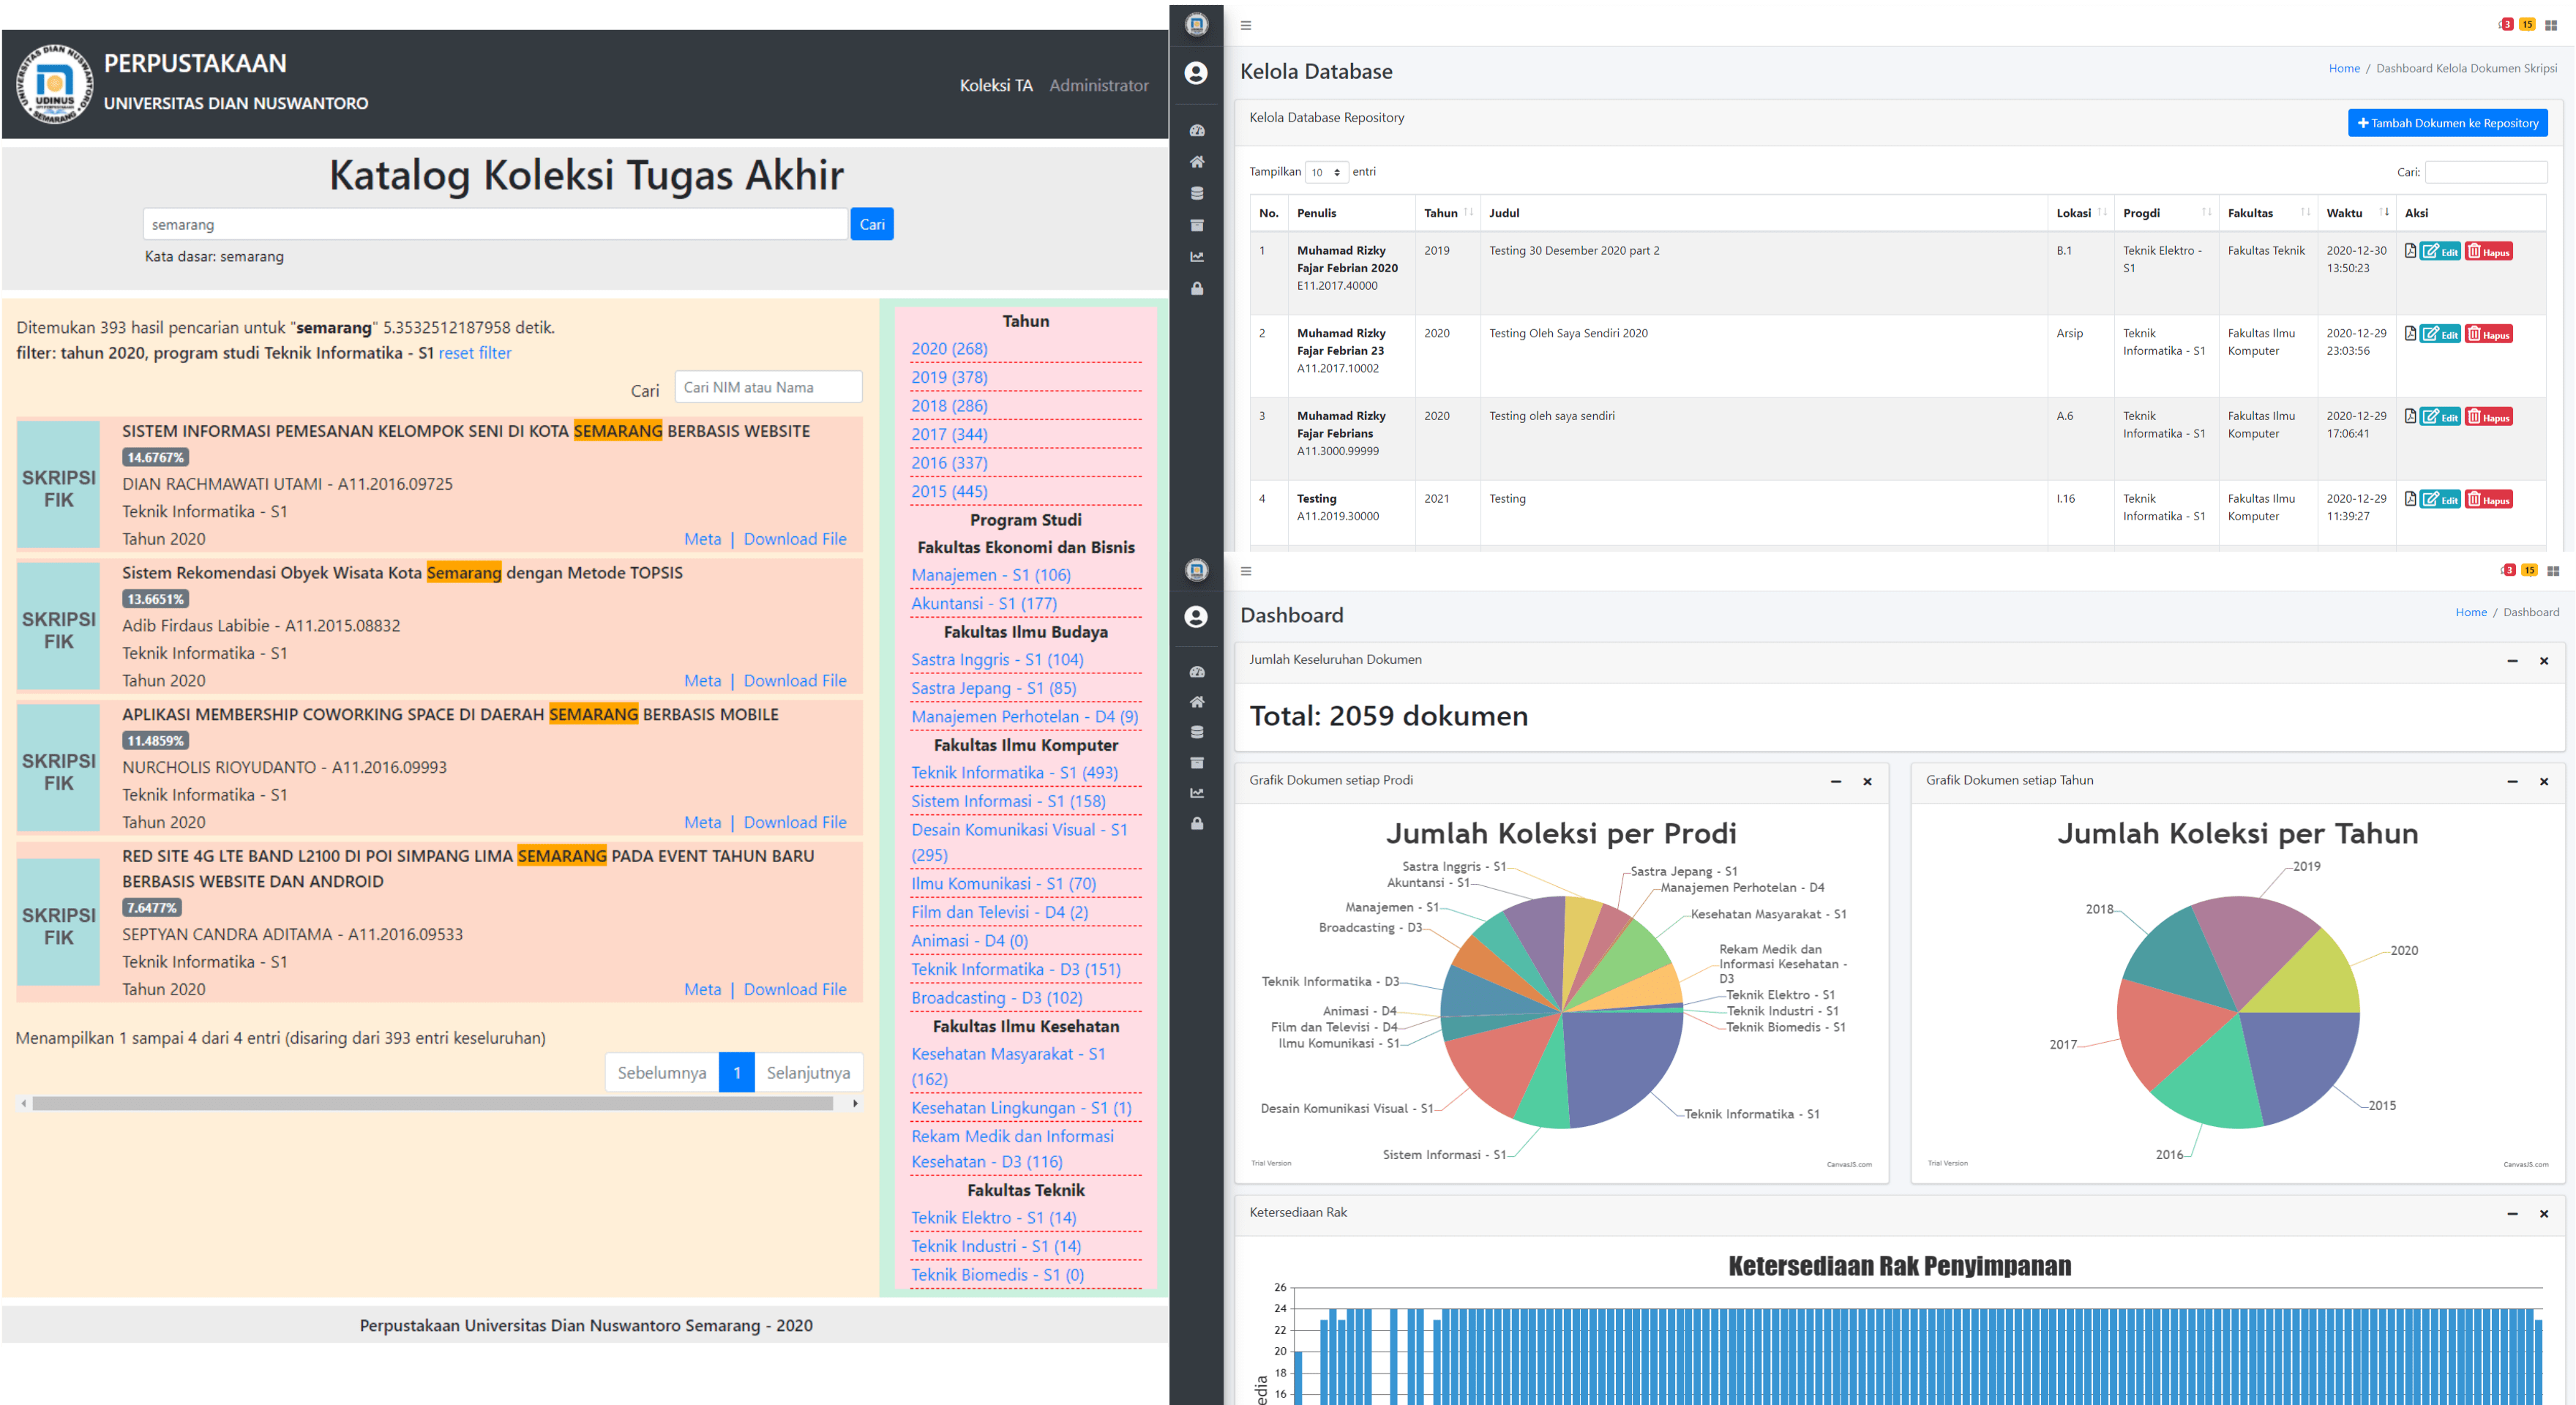 PERPUSTAKAAN
UNIVERSITAS DIAN NUSWANTORO
Koleksi TA Administrator
UNIVERSITAS DIAN NUSWANTORO
UDINUS
SEMARANG
Katalog Koleksi Tugas Akhir
semarang
Cari
Kata dasar: semarang
Ditemukan 393 hasil pencarian untuk "semarang" 5.3532512187958 detik.
filter: tahun 2020, program studi Teknik Informatika - S1 reset filter
Cari Cari NIM atau Nama
SKRIPSI
FIK
SISTEM INFORMASI PEMESANAN KELOMPOK SENI DI KOTA SEMARANG BERBASIS WEBSITE
14.6767%
DIAN RACHMAWATI UTAMI - A11.2016.09725
Teknik Informatika - S1
Tahun 2020
Meta | Download File
SKRIPSI
FIK
Sistem Rekomendasi Obyek Wisata Kota Semarang dengan Metode TOPSIS
13.6651%
Adib Firdaus Labibie - A11.2015.08832
Teknik Informatika - S1
Tahun 2020
Meta | Download File
SKRIPSI
FIK
APLIKASI MEMBERSHIP COWORKING SPACE DI DAERAH SEMARANG BERBASIS MOBILE
11.4859%
NURCHOLIS RIOYUDANTO - A11.2016.09993
Teknik Informatika - S1
Tahun 2020
Meta | Download File
SKRIPSI
FIK
RED SITE 4G LTE BAND L2100 DI POI SIMPANG LIMA SEMARANG PADA EVENT TAHUN BARU
BERBASIS WEBSITE DAN ANDROID
7.6477%
SEPTYAN CANDRA ADITAMA - A11.2016.09533
Teknik Informatika - S1
Tahun 2020
Meta | Download File
Menampilkan 1 sampai 4 dari 4 entri (disaring dari 393 entri keseluruhan)
Sebelumnya 1 Selanjutnya
Tahun
2020 (268)
2019 (378)
2018 (286)
2017 (344)
2016 (337)
2015 (445)
Program Studi
Fakultas Ekonomi dan Bisnis
Manajemen - S1 (106)
Akuntansi - S1 (177)
Fakultas Ilmu Budaya
Sastra Inggris - S1 (104)
Sastra Jepang - S1 (85)
Manajemen Perhotelan - D4 (9)
Fakultas Ilmu Komputer
Teknik Informatika - S1 (493)
Sistem Informasi - S1 (158)
Desain Komunikasi Visual - S1
(295)
Ilmu Komunikasi - S1 (70)
Film dan Televisi - D4 (2)
Animasi - D4 (0)
Teknik Informatika - D3 (151)
Broadcasting - D3 (102)
Fakultas Ilmu Kesehatan
Kesehatan Masyarakat - S1
(162)
Kesehatan Lingkungan - S1 (1)
Rekam Medik dan Informasi
Kesehatan - D3 (116)
Fakultas Teknik
Teknik Elektro - S1 (14)
Teknik Industri - S1 (14)
Teknik Biomedis - S1 (0)
Perpustakaan Universitas Dian Nuswantoro Semarang - 2020
3 15
Kelola Database
Home / Dashboard Kelola Dokumen Skripsi
Kelola Database Repository
Tambah Dokumen ke Repository
Tampilkan 10 entri
Cari:
No. Penulis Tahun Judul Lokasi Progdi Fakultas Waktu Aksi
1 Muhamad Rizky 2019 Testing 30 Desember 2020 part 2 B.1 Teknik Elektro - Fakultas Teknik 2020-12-30 Edit Hapus
Fajar Febrian 2020 S1 13:50:23
E11.2017.40000
2 Muhamad Rizky 2020 Testing Oleh Saya Sendiri 2020 Arsip Teknik Fakultas Ilmu 2020-12-29 Edit Hapus
Fajar Febrian 23 Informatika - S1 Komputer 23:03:56
A11.2017.10002
3 Muhamad Rizky 2020 Testing oleh saya sendiri A.6 Teknik Fakultas Ilmu 2020-12-29 Edit Hapus
Fajar Febrians Informatika - S1 Komputer 17:06:41
A11.3000.99999
4 Testing 2021 Testing I.16 Teknik Fakultas Ilmu 2020-12-29 Edit Hapus
A11.2019.30000 Informatika - S1 Komputer 11:39:27
3 15
Dashboard
Home / Dashboard
Jumlah Keseluruhan Dokumen
Total: 2059 dokumen
Grafik Dokumen setiap Prodi
Jumlah Koleksi per Prodi
Sastra Inggris - S1
Akuntansi - S1
Manajemen - S1
Broadcasting - D3
Teknik Informatika - D3
Animasi - D4
Film dan Televisi - D4
Ilmu Komunikasi - S1
Desain Komunikasi Visual - S1
Sistem Informasi - S1
Sastra Jepang - S1
Manajemen Perhotelan - D4
Kesehatan Masyarakat - S1
Rekam Medik dan
Informasi Kesehatan -
D3
Teknik Elektro - S1
Teknik Industri - S1
Teknik Biomedis - S1
Teknik Informatika - S1
Trial Version
CanvasJS.com
Grafik Dokumen setiap Tahun
Jumlah Koleksi per Tahun
2019
2018
2020
2017
2015
2016
Trial Version
CanvasJS.com
Ketersediaan Rak
Ketersediaan Rak Penyimpanan
26
24
22
20
18
16
edia